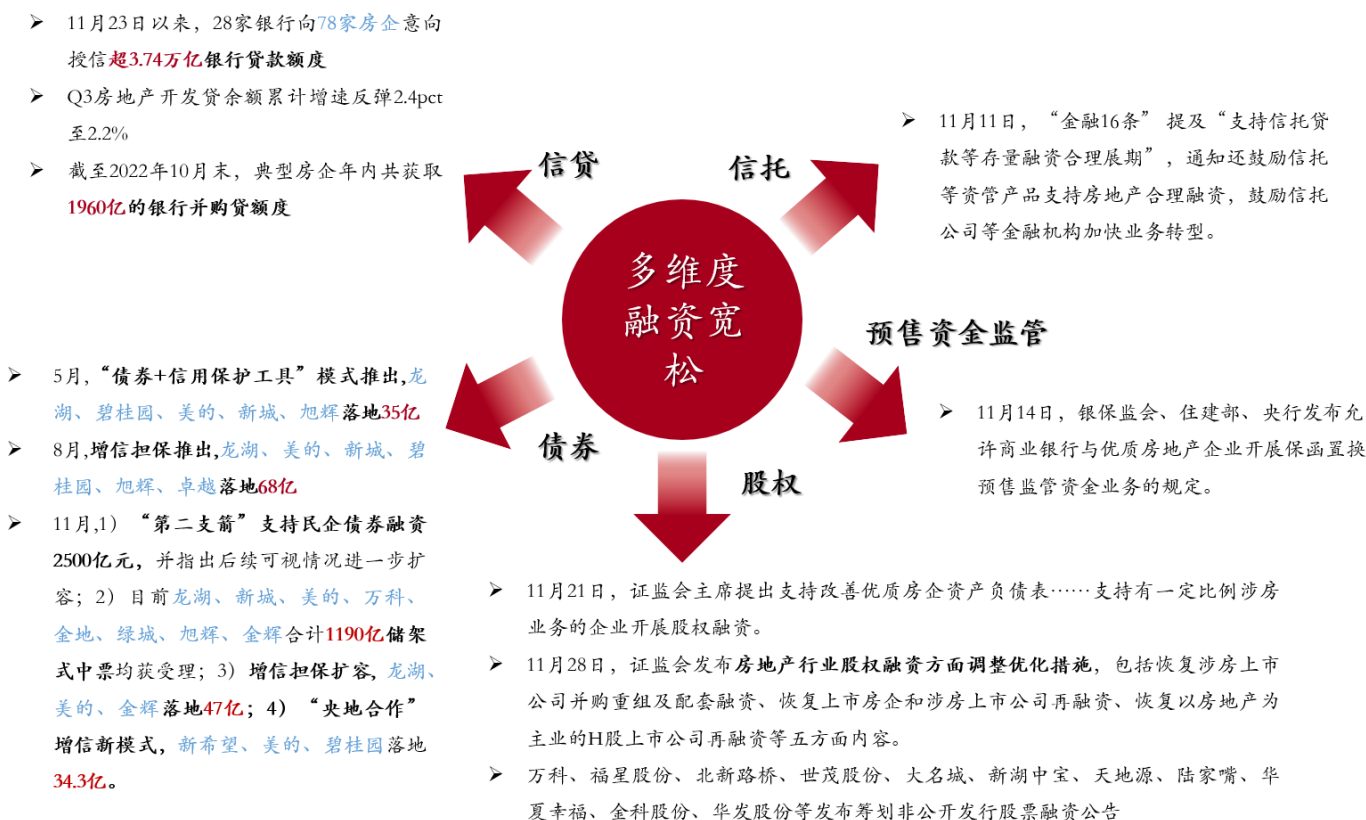 ➢ 11月23日以来，28家银行向78家房企意向
授信超3.74万亿银行贷款额度
➢ Q3房地产开发贷余额累计增速反弹2.4pct
至2.2%
➢ 截至2022年10月末，典型房企年内共获取
1960亿的银行并购贷额度
信贷
信托
➢ 11月11日，“金融16条” 提及“支持信托贷
款等存量融资合理展期”，通知还鼓励信托
等资管产品支持房地产合理融资，鼓励信托
公司等金融机构加快业务转型。
多维度
融资宽
松
预售资金监管
➢ 11月14日，银保监会、住建部、央行发布允
许商业银行与优质房地产企业开展保函置换
预售监管资金业务的规定。
债券
➢ 5月,“债券+信用保护工具”模式推出,龙
湖、碧桂园、美的、新城、旭辉落地35亿
➢ 8月,增信担保推出,龙湖、美的、新城、碧
桂园、旭辉、卓越落地68亿
➢ 11月,1）“第二支箭”支持民企债券融资
2500亿元，并指出后续可视情况进一步扩
容；2）目前龙湖、新城、美的、万科、
金地、绿城、旭辉、金辉合计1190亿储架
式中票均获受理；3）增信担保扩容,龙湖、
美的、金辉落地47亿；4）“央地合作”
增信新模式，新希望、美的、碧桂园落地
34.3亿。
股权
➢ 11月21日，证监会主席提出支持改善优质房企资产负债表……支持有一定比例涉房
业务的企业开展股权融资。
➢ 11月28日，证监会发布房地产行业股权融资方面调整优化措施，包括恢复涉房上市
公司并购重组及配套融资、恢复上市房企和涉房上市公司再融资、恢复以房地产为
主业的H股上市公司再融资等五方面内容。
➢ 万科、福星股份、北新路桥、世茂股份、大名城、新湖中宝、天地源、陆家嘴、华
夏幸福、金科股份、华发股份等发布筹划非公开发行股票融资公告